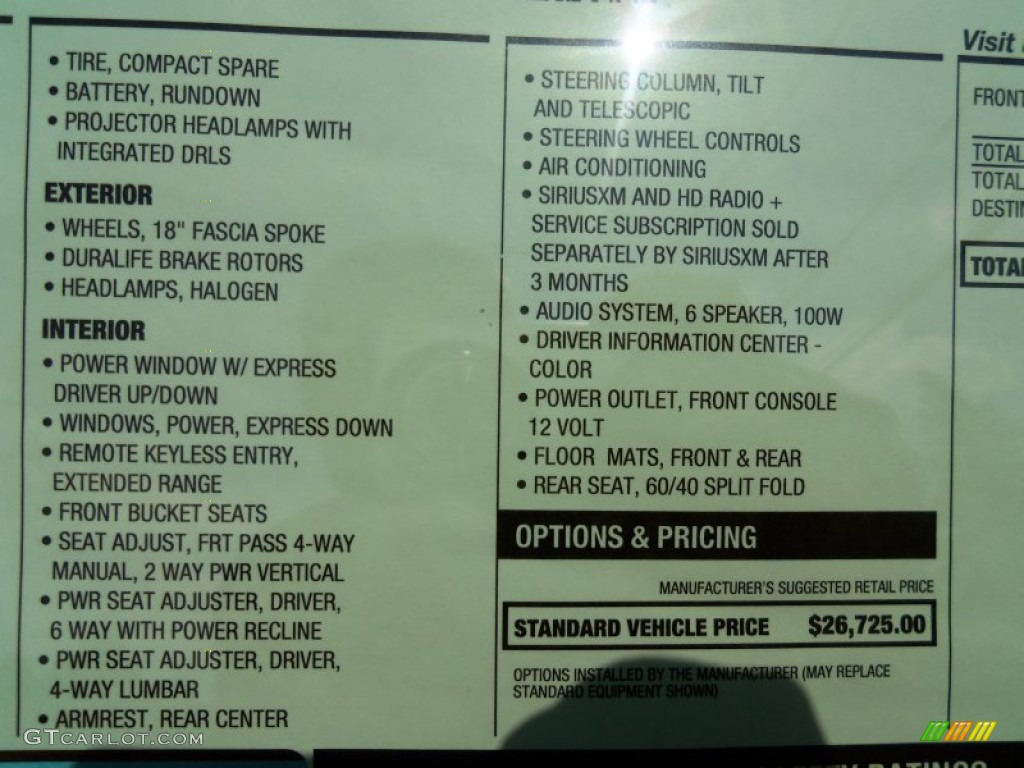 • TIRE, COMPACT SPARE
• BATTERY, RUNDOWN
• PROJECTOR HEADLAMPS WITH
INTEGRATED DRLS
EXTERIOR
• WHEELS, 18" FASCIA SPOKE
• DURALIFE BRAKE ROTORS
• HEADLAMPS, HALOGEN
INTERIOR
• POWER WINDOW W/ EXPRESS
DRIVER UP/DOWN
• WINDOWS, POWER, EXPRESS DOWN
• REMOTE KEYLESS ENTRY,
EXTENDED RANGE
• FRONT BUCKET SEATS
• SEAT ADJUST, FRT PASS 4-WAY
MANUAL, 2 WAY PWR VERTICAL
• PWR SEAT ADJUSTER, DRIVER,
6 WAY WITH POWER RECLINE
• PWR SEAT ADJUSTER, DRIVER,
4-WAY LUMBAR
• ARMREST, REAR CENTER
• STEERING COLUMN, TILT
AND TELESCOPIC
• STEERING WHEEL CONTROLS
• AIR CONDITIONING
• SIRIUSXM AND HD RADIO +
SERVICE SUBSCRIPTION SOLD
SEPARATELY BY SIRIUSXM AFTER
3 MONTHS
• AUDIO SYSTEM, 6 SPEAKER, 100W
• DRIVER INFORMATION CENTER -
COLOR
• POWER OUTLET, FRONT CONSOLE
12 VOLT
• FLOOR MATS, FRONT & REAR
• REAR SEAT, 60/40 SPLIT FOLD
OPTIONS & PRICING
MANUFACTURER'S SUGGESTED RETAIL PRICE
STANDARD VEHICLE PRICE $26,725.00
OPTIONS INSTALLED BY THE MANUFACTURER (MAY REPLACE
STANDARD EQUIPMENT SHOWN)
Visit
FRONT
TOTAL
TOTAL
DESTIN
TOTAL
GTCARLOT.COM